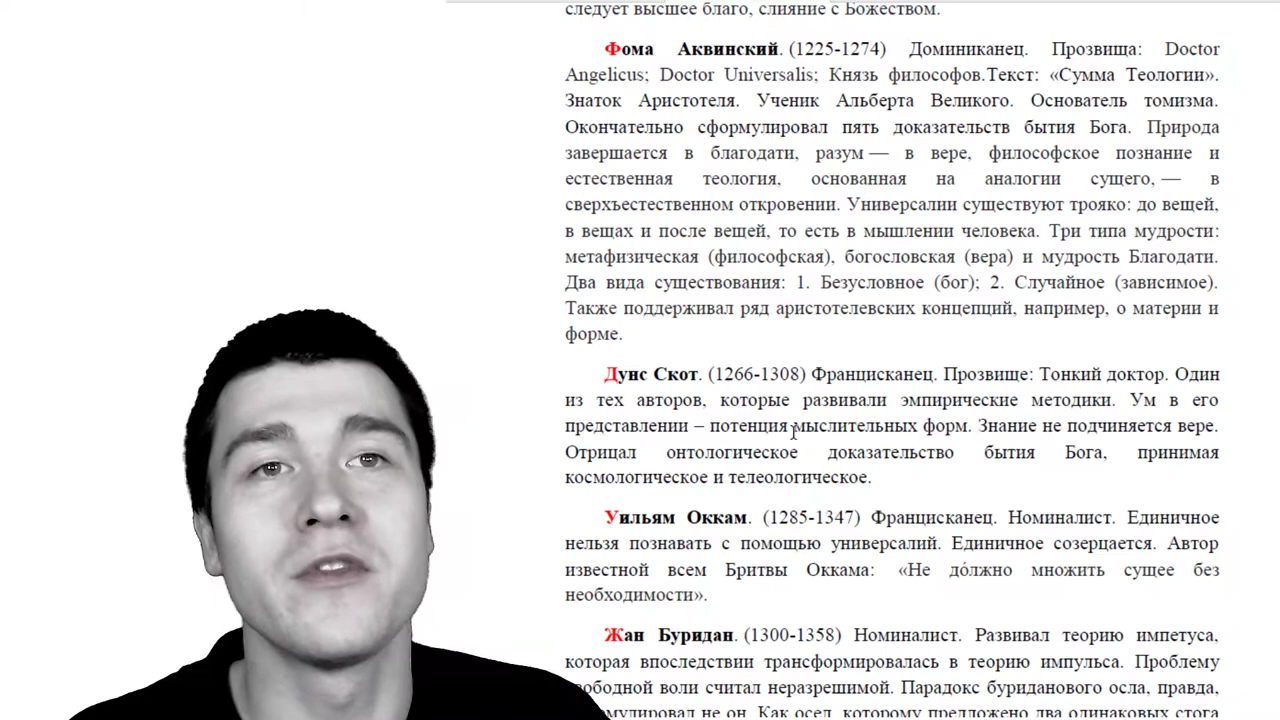 следует высшее благо, слияние с Божеством.
Фома Аквинский. (1225-1274) Доминиканец. Прозвища: Doctor
Angelicus; Doctor Universalis; Князь философов.Текст: «Сумма Теологии».
Знаток Аристотеля. Ученик Альберта Великого. Основатель томизма.
Окончательно сформулировал пять доказательств бытия Бога. Природа
завершается в благодати, разум — в вере, философское познание и
естественная теология, основанная на аналогии сущего, — в
сверхъестественном откровении. Универсалии существуют трояко: до вещей,
в вещах и после вещей, то есть в мышлении человека. Три типа мудрости:
метафизическая (философская), богословская (вера) и мудрость Благодати.
Два вида существования: 1. Безусловное (бог); 2. Случайное (зависимое).
Также поддерживал ряд аристотелевских концепций, например, о материи и
форме.
Дунс Скот. (1266-1308) Францисканец. Прозвище: Тонкий доктор. Один
из тех авторов, которые развивали эмпирические методики. Ум в его
представлении – потенция мыслительных форм. Знание не подчиняется вере.
Отрицал онтологическое доказательство бытия Бога, принимая
космологическое и телеологическое.
Уильям Оккам. (1285-1347) Францисканец. Номиналист. Единичное
нельзя познавать с помощью универсалий. Единичное созерцается. Автор
известной всем Бритвы Оккама: «Не до́лжно множить сущее без
необходимости».
Жан Буридан. (1300-1358) Номиналист. Развивал теорию импетуса,
которая впоследствии трансформировалась в теорию импульса. Проблему
свободной воли считал неразрешимой. Парадокс буриданового осла, правда,
не он. Как осел, которому предложено два одинаковых стога